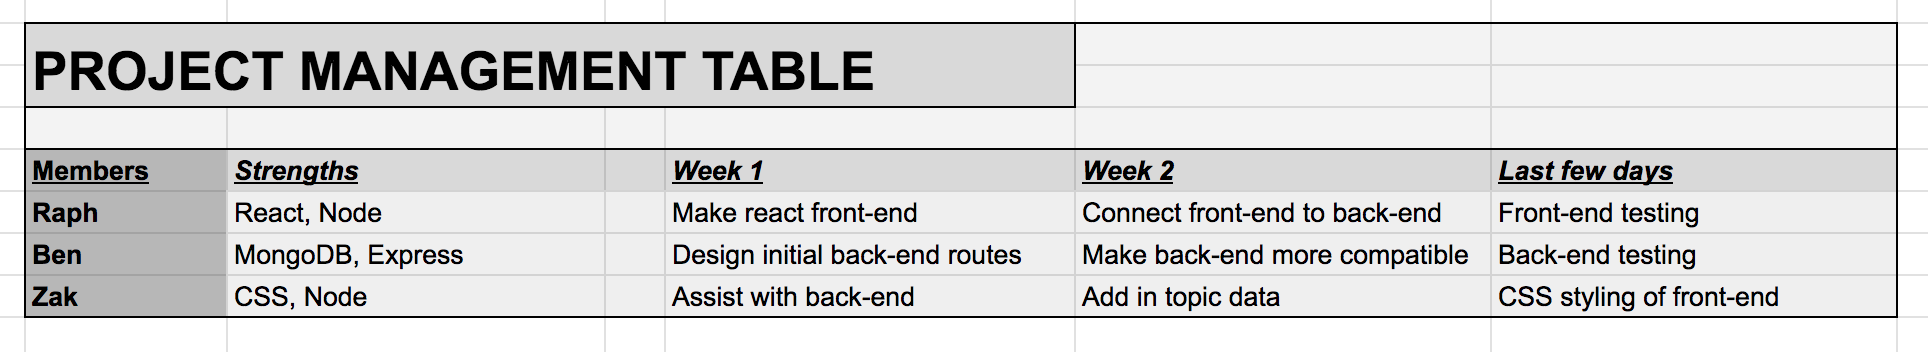 PROJECT MANAGEMENT TABLE
Members Strengths Week 1 Week 2 Last few days
Raph React, Node Make react front-end Connect front-end to back-end Front-end testing
Ben MongoDB, Express Design initial back-end routes Make back-end more compatible Back-end testing
Zak CSS, Node Assist with back-end Add in topic data CSS styling of front-end